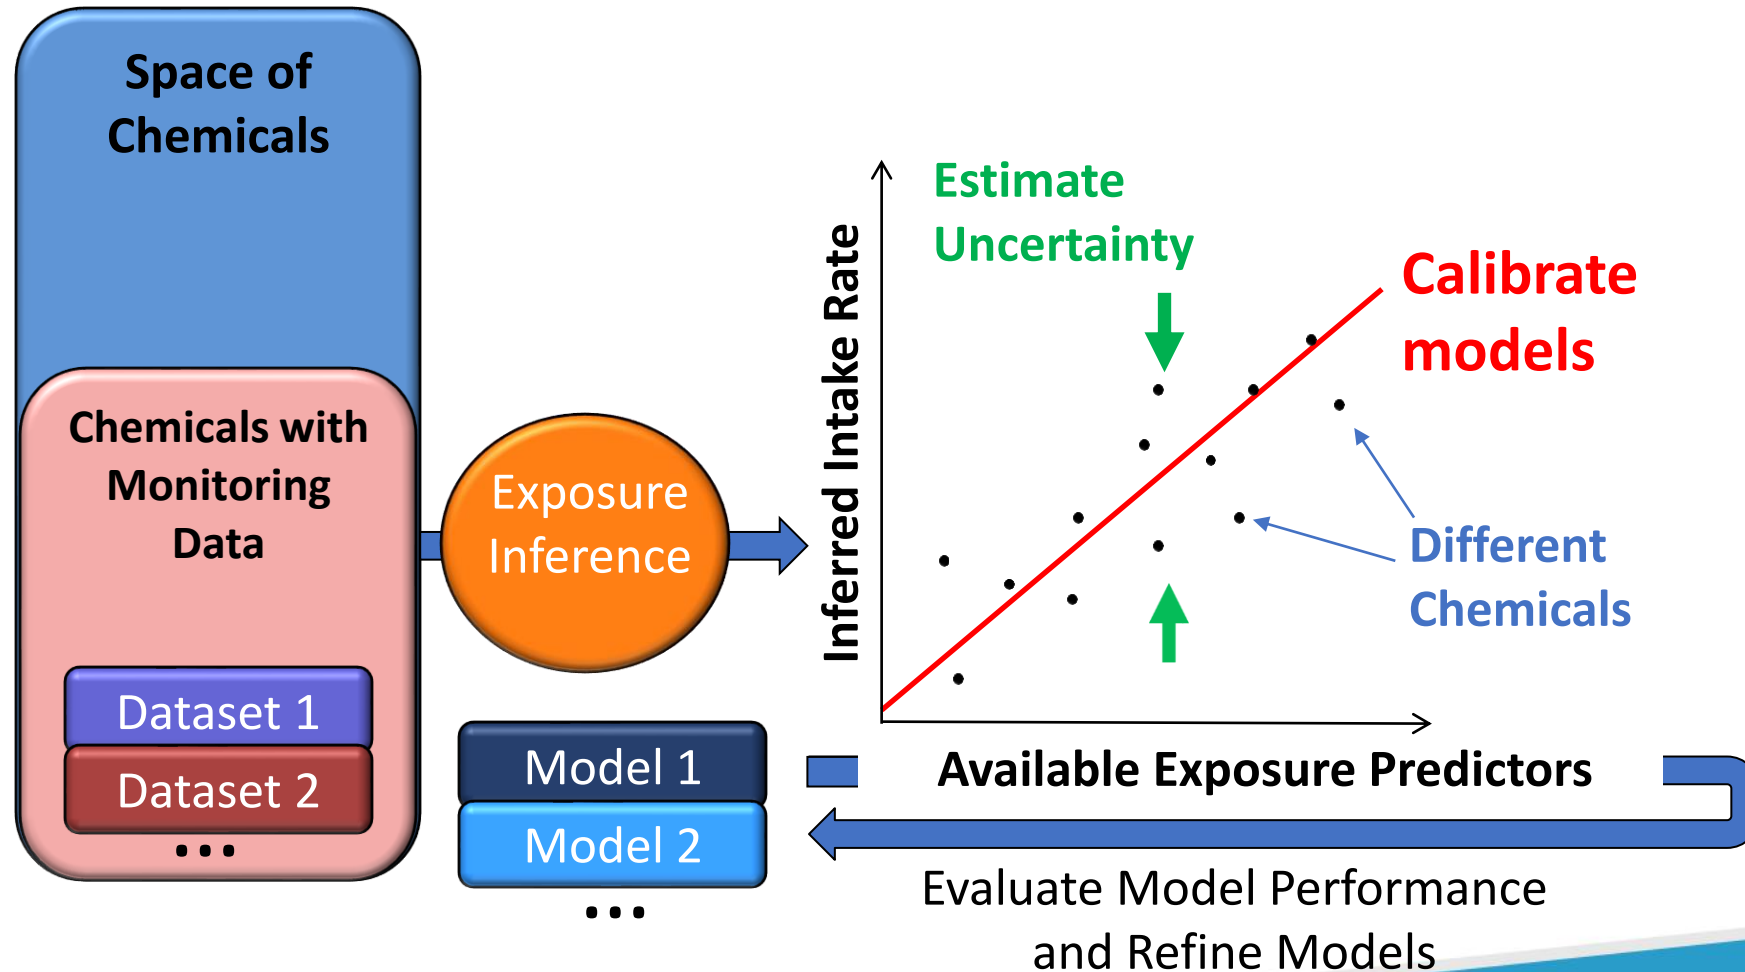 Space of
Chemicals
Chemicals with
Monitoring
Data
Dataset 1
Dataset 2
...
Exposure
Inference
Model 1
Model 2
...
Inferred Intake Rate
Estimate
Uncertainty
Calibrate
models
Different
Chemicals
Available Exposure Predictors
Evaluate Model Performance
and Refine Models